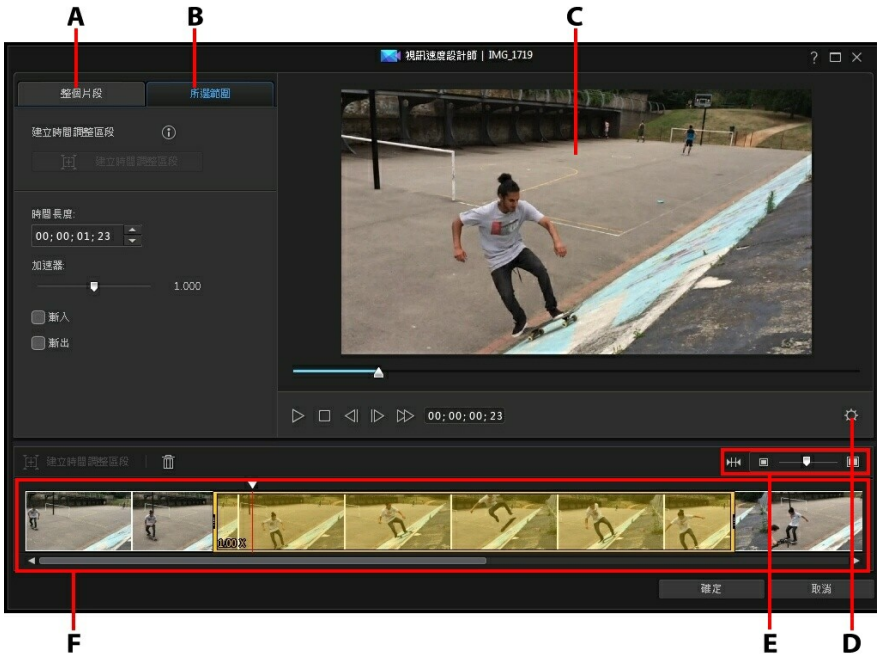 A
B
C
視訊速度設計師 | IMG_1719
整個片段
所選範圍
建立時間調整區段
建立時間調整區段
時間長度:
00;00;01;23
加速器:
1.000
漸入
漸出
00;00;00;23
建立時間調整區段
1.00 X
確定
取消
F
E
D